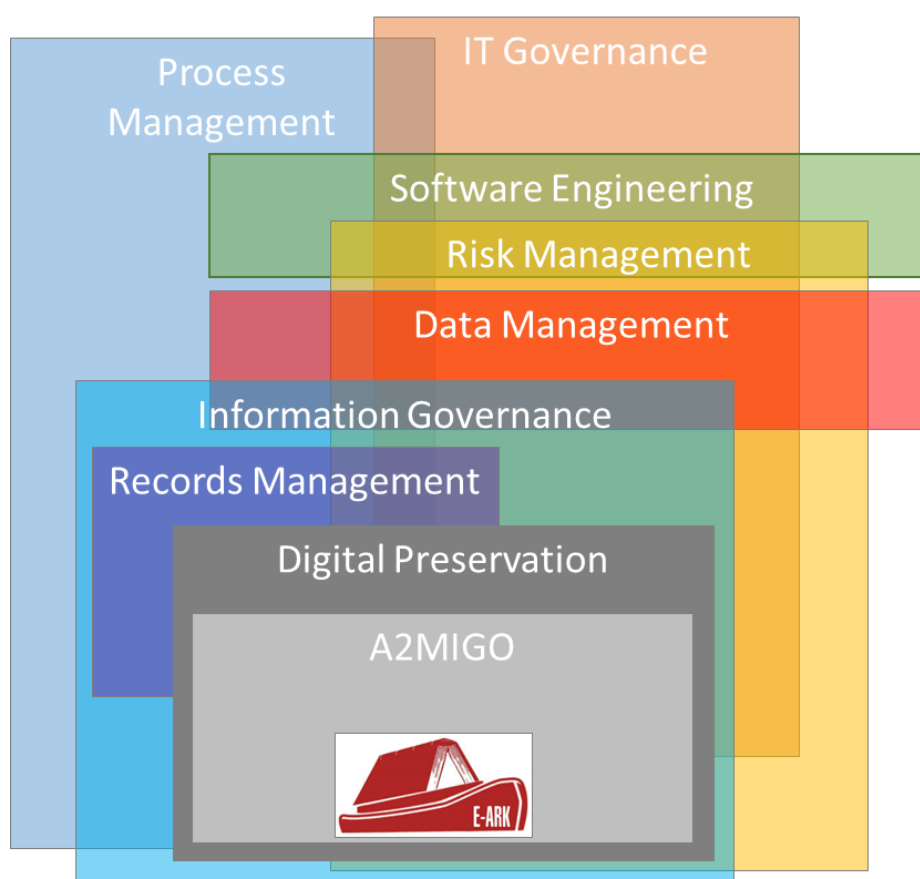 IT Governance
Process
Management
Software Engineering
Risk Management
Data Management
Information Governance
Records Management
Digital Preservation
A2MIGO
E-ARK